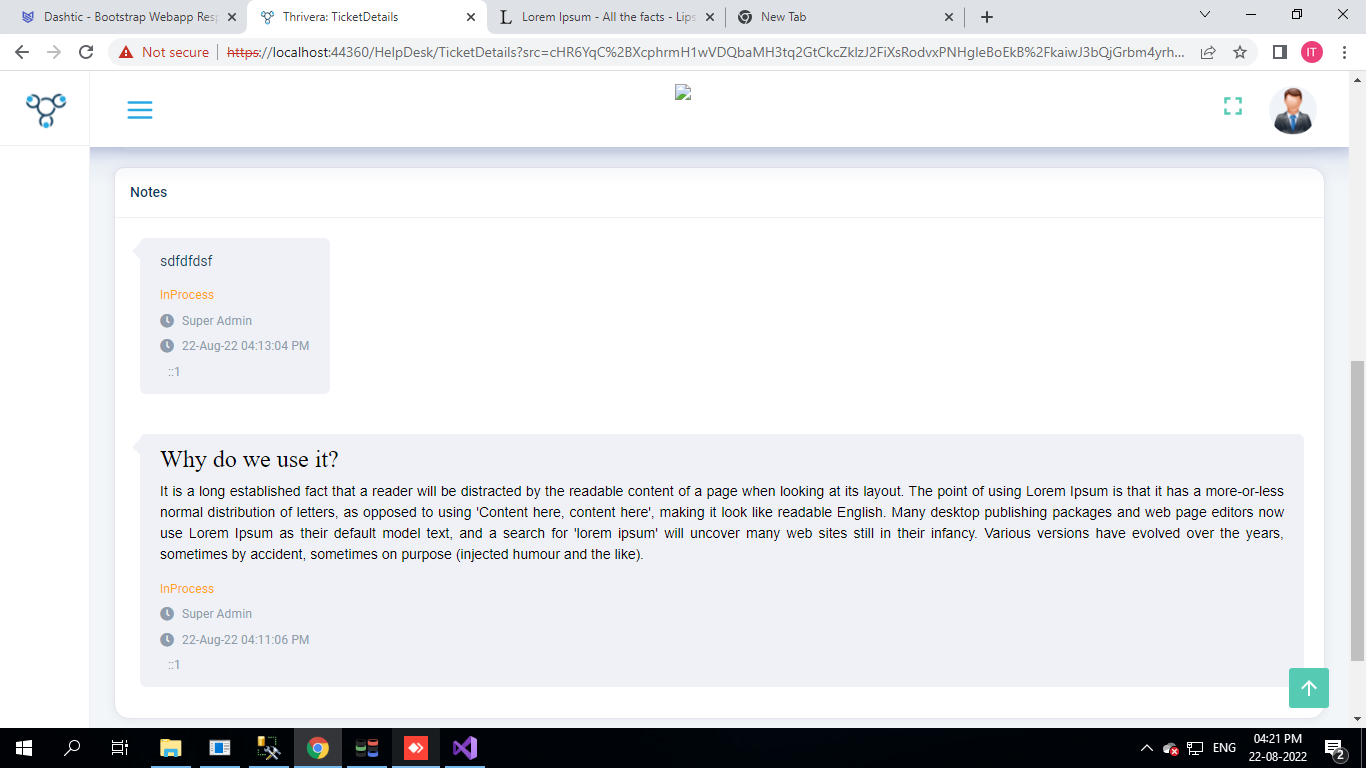 Dashtic - Bootstrap Webapp Resp
Thrivera: TicketDetails
Lorem Ipsum - All the facts - Lips
New Tab
Not secure
https://localhost:44360/HelpDesk/TicketDetails?src=cHR6YqC%2BXcphrmH1wVDQbaMH3tq2GtCkcZklzJ2FiXsRodvxPNHgIeBoEkB%2FkaiwJ3bQjGrbm4yrh...
IT
Notes
sdfdfdsf
InProcess
Super Admin
22-Aug-22 04:13:04 PM
::1
Why do we use it?
It is a long established fact that a reader will be distracted by the readable content of a page when looking at its layout. The point of using Lorem Ipsum is that it has a more-or-less
normal distribution of letters, as opposed to using 'Content here, content here', making it look like readable English. Many desktop publishing packages and web page editors now
use Lorem Ipsum as their default model text, and a search for 'lorem ipsum' will uncover many web sites still in their infancy. Various versions have evolved over the years,
sometimes by accident, sometimes on purpose (injected humour and the like).
InProcess
Super Admin
22-Aug-22 04:11:06 PM
::1
ENG
04:21 PM
22-08-2022
2